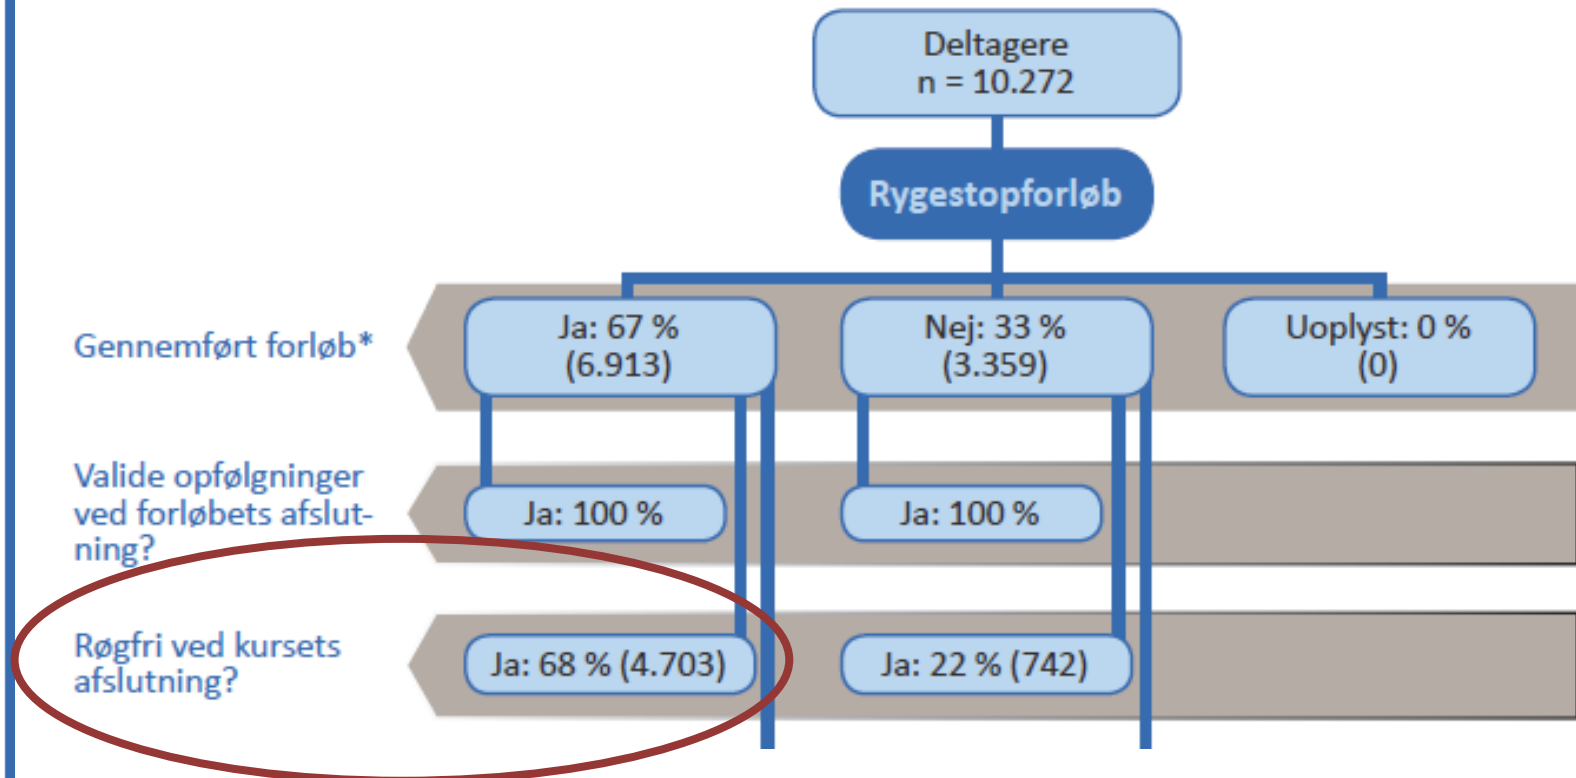 Deltagere
n = 10.272
Rygestopforløb
Gennemført forløb*
Ja: 67 %
(6.913)
Nej: 33 %
(3.359)
Uoplyst: 0 %
(0)
Valide opfølgninger
ved forløbets afslut-
ning?
Ja: 100 %
Ja: 100 %
Røgfri ved kursets
afslutning?
Ja: 68 % (4.703)
Ja: 22 % (742)